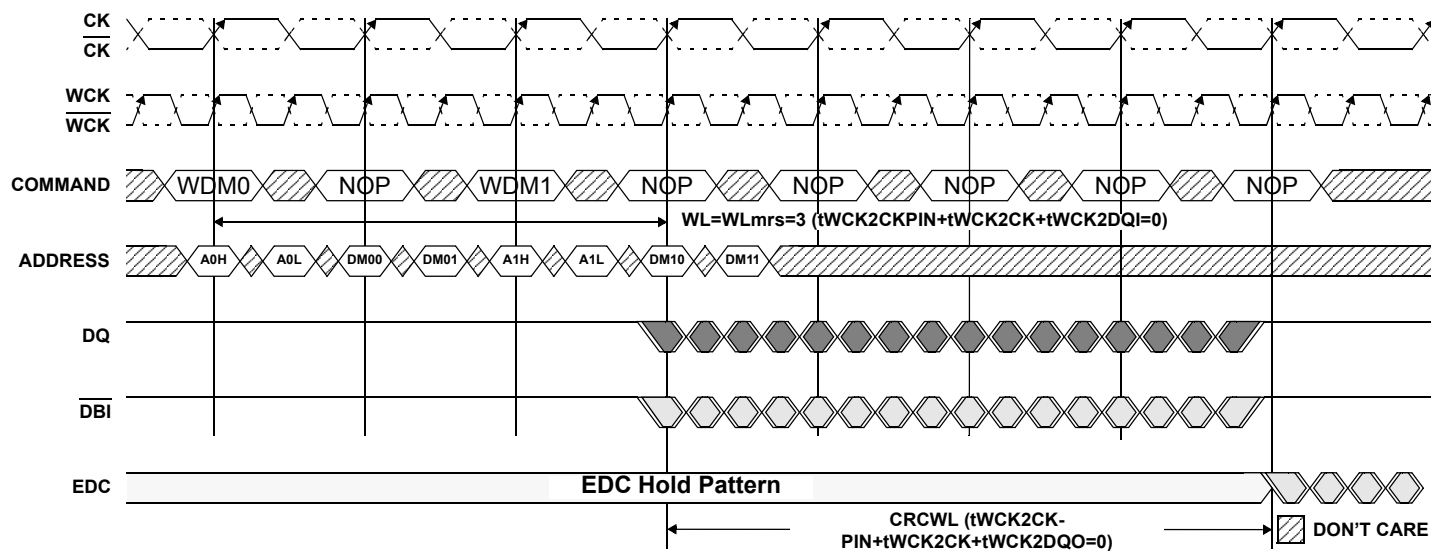 CK
CK
WCK
WCK
COMMAND WDM0 NOP WDM1 NOP NOP NOP NOP NOP
WL=WLmrs=3 (tWCK2CKPIN+tWCK2CK+tWCK2DQI=0)
ADDRESS A0H A0L DM00 DM01 A1H A1L DM10 DM11
DQ
DBI
EDC EDC Hold Pattern
CRCWL (tWCK2CK-
PIN+tWCK2CK+tWCK2DQO=0)
DON'T CARE